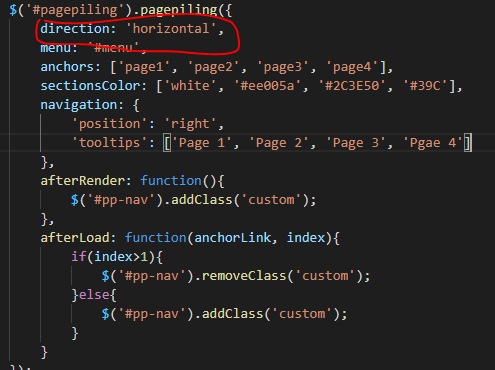 $('#pagepiling').pagepiling({
direction: 'horizontal',
menu: '#menu',
anchors: ['page1', 'page2', 'page3', 'page4'],
sectionsColor: ['white', '#ee005a', '#2C3E50', '#39C'],
navigation: {
'position': 'right',
'tooltips': ['Page 1', 'Page 2', 'Page 3', 'Pgae 4']
},
afterRender: function(){
$('#pp-nav').addClass('custom');
},
afterLoad: function(anchorLink, index){
if(index>1){
$('#pp-nav').removeClass('custom');
}else{
$('#pp-nav').addClass('custom');
}
}
});